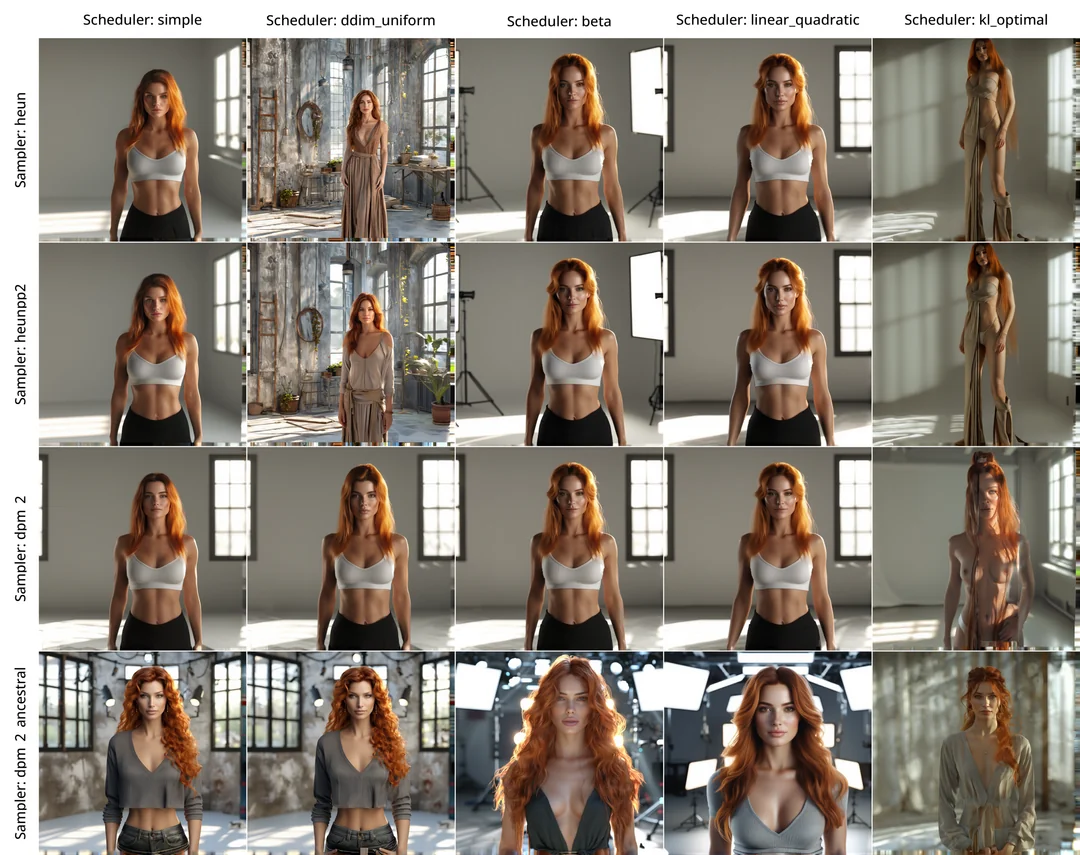 Scheduler: simple
Scheduler: ddim_uniform
Scheduler: beta
Scheduler: linear_quadratic
Scheduler: kl_optimal
Sampler: heun
Sampler: heunpp2
Sampler: dpm_2
Sampler: dpm_2_ancestral